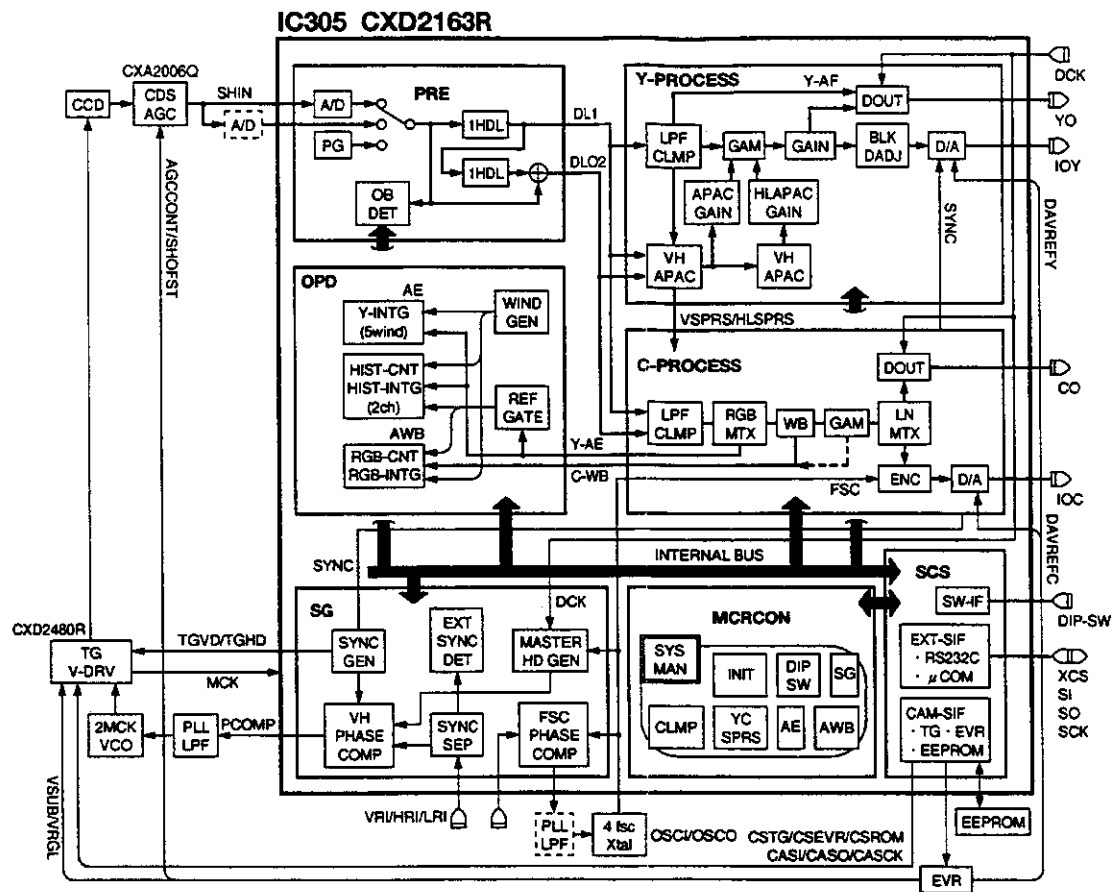 IC305 CXD2163R
CXA2006Q
CCD
CDS
AGC
SHIN
A/D
A/D
PG
PRE
1HDL
1HDL
OB
DET
DL1
DLO2
AGCCONT/SHOFST
Y-PROCESS
Y-AF
DOUT
LPF
CLMP
GAM
GAIN
BLK
DADJ
D/A
APAC
GAIN
HLAPAC
GAIN
VH
APAC
VH
APAC
SYNC
DCK
YO
IOY
DAVREFY
VSPRS/HLSPRS
OPD
AE
Y-INTG
(5wind)
WIND
GEN
HIST-CNT
HIST-INTG
(2ch)
REF
GATE
AWB
RGB-CNT
RGB-INTG
Y-AE
C-WB
C-PROCESS
DOUT
LPF
CLMP
RGB
MTX
WB
GAM
LN
MTX
FSC
ENC
D/A
CO
IOC
DAVREFC
SYNC
INTERNAL BUS
DCK
SG
SYNC
GEN
EXT
SYNC
DET
MASTER
HD GEN
VH
PHASE
COMP
SYNC
SEP
FSC
PHASE
COMP
CXD2480R
TG
V-DRV
TGVD/TGHD
MCK
2MCK
VCO
PLL
LPF
PCOMP
VSUB/VRGL
VRI/HRI/LRI
PLL
LPF
4 fsc
Xtal
OSCI/OSCO
MCRCON
SYS
MAN
INIT
DIP
SW
SG
CLMP
YC
SPRS
AE
AWB
SCS
SW-IF
EXT-SIF
· RS232C
· μ COM
CAM-SIF
· TG · EVR
· EEPROM
DIP-SW
XCS
SI
SO
SCK
CSTG/CSEVR/CSROM
CASI/CASO/CASCK
EEPROM
EVR